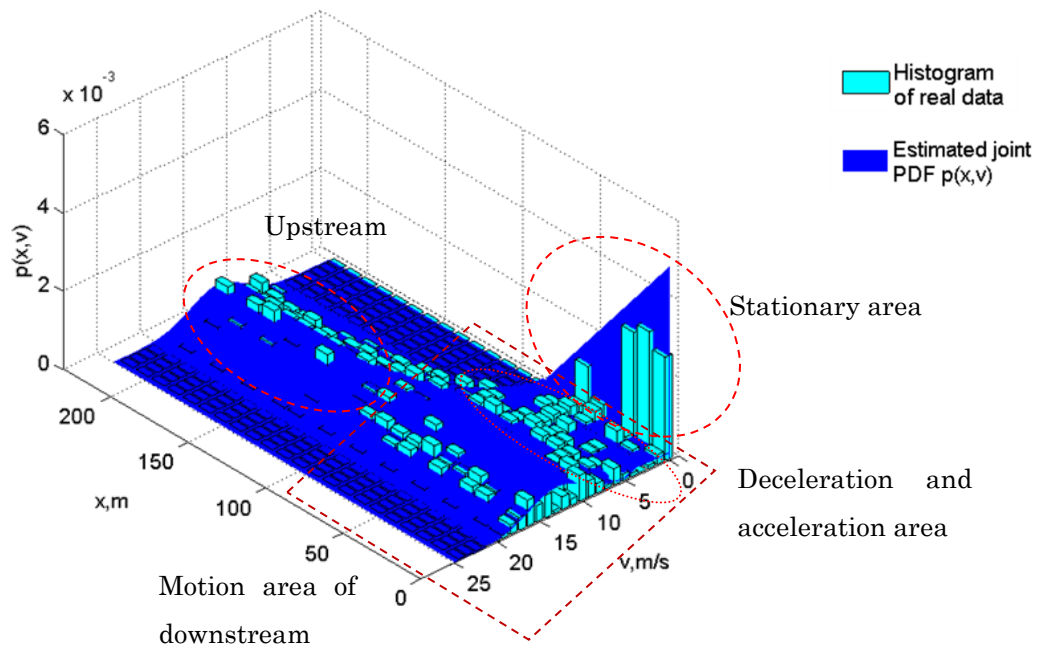 x 10^-3
6
4
2
0
p(x,v)
200
150
100
50
0
x,m
25
20
15
10
5
0
v,m/s
Histogram
of real data
Estimated joint
PDF p(x,v)
Upstream
Stationary area
Deceleration and
acceleration area
Motion area of
downstream